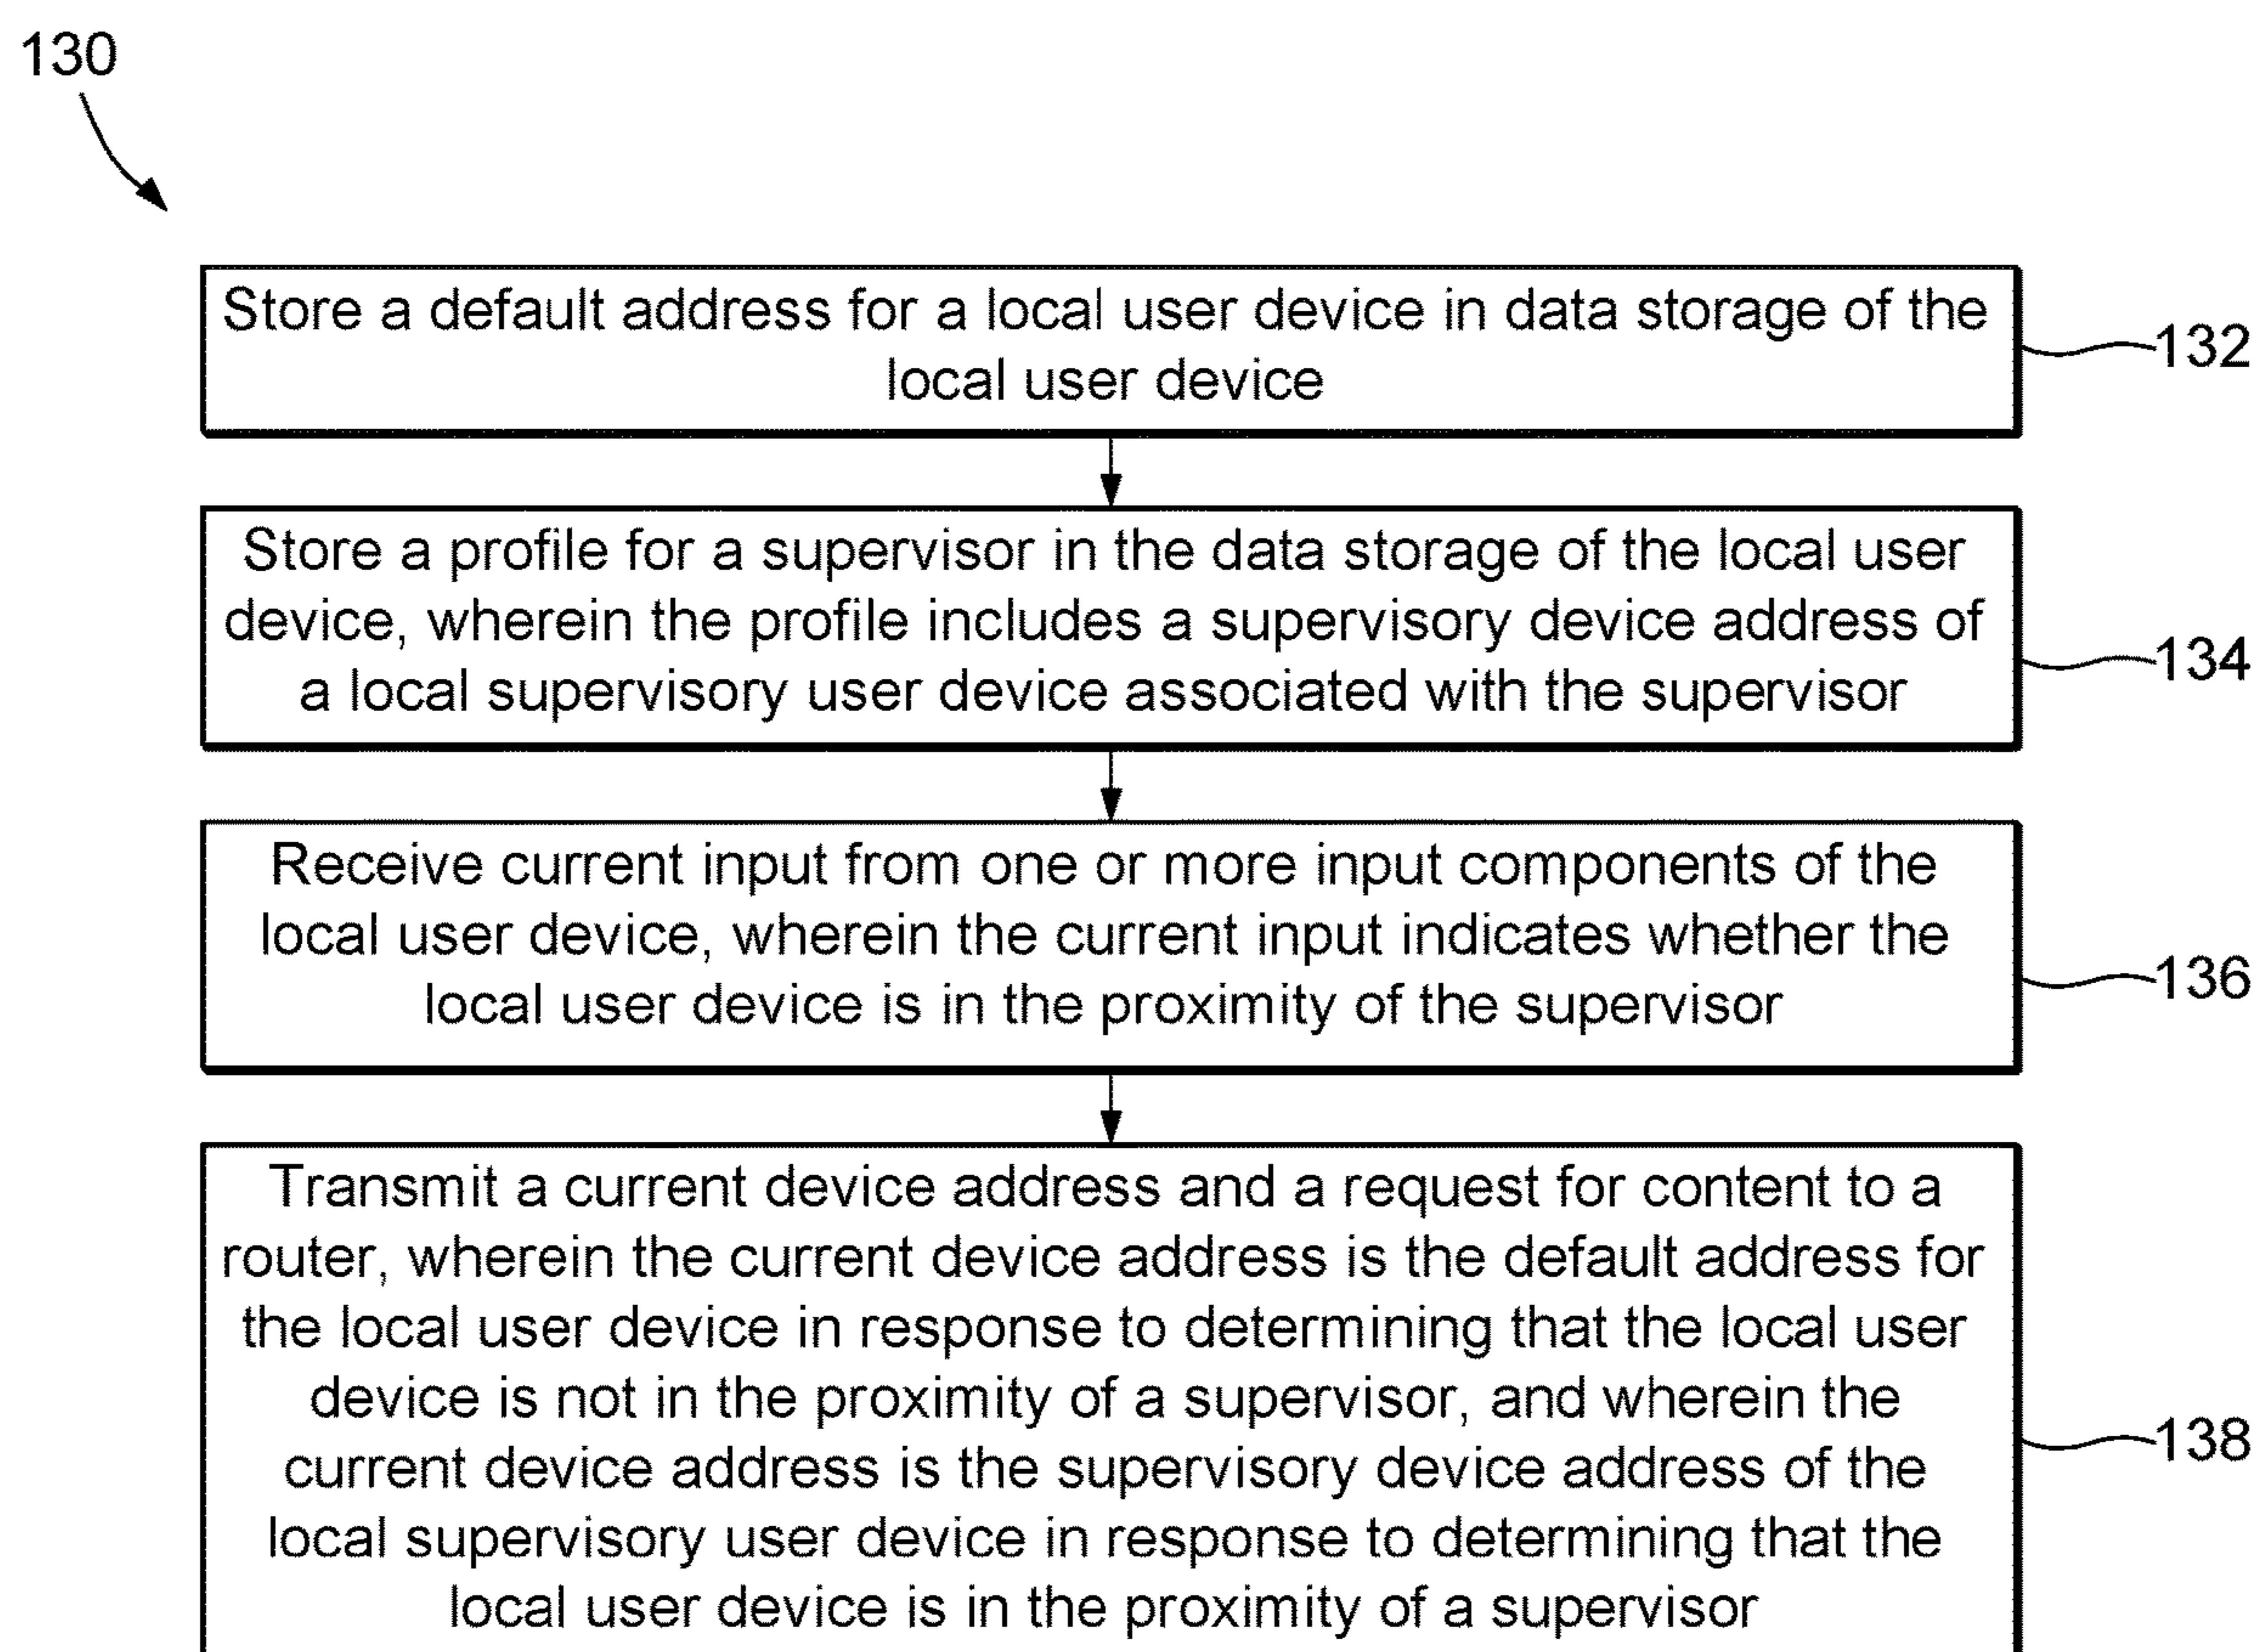 130
Store a default address for a local user device in data storage of the
local user device
132
Store a profile for a supervisor in the data storage of the local user
device, wherein the profile includes a supervisory device address of
a local supervisory user device associated with the supervisor
134
Receive current input from one or more input components of the
local user device, wherein the current input indicates whether the
local user device is in the proximity of the supervisor
136
Transmit a current device address and a request for content to a
router, wherein the current device address is the default address for
the local user device in response to determining that the local user
device is not in the proximity of a supervisor, and wherein the
current device address is the supervisory device address of the
local supervisory user device in response to determining that the
local user device is in the proximity of a supervisor
138